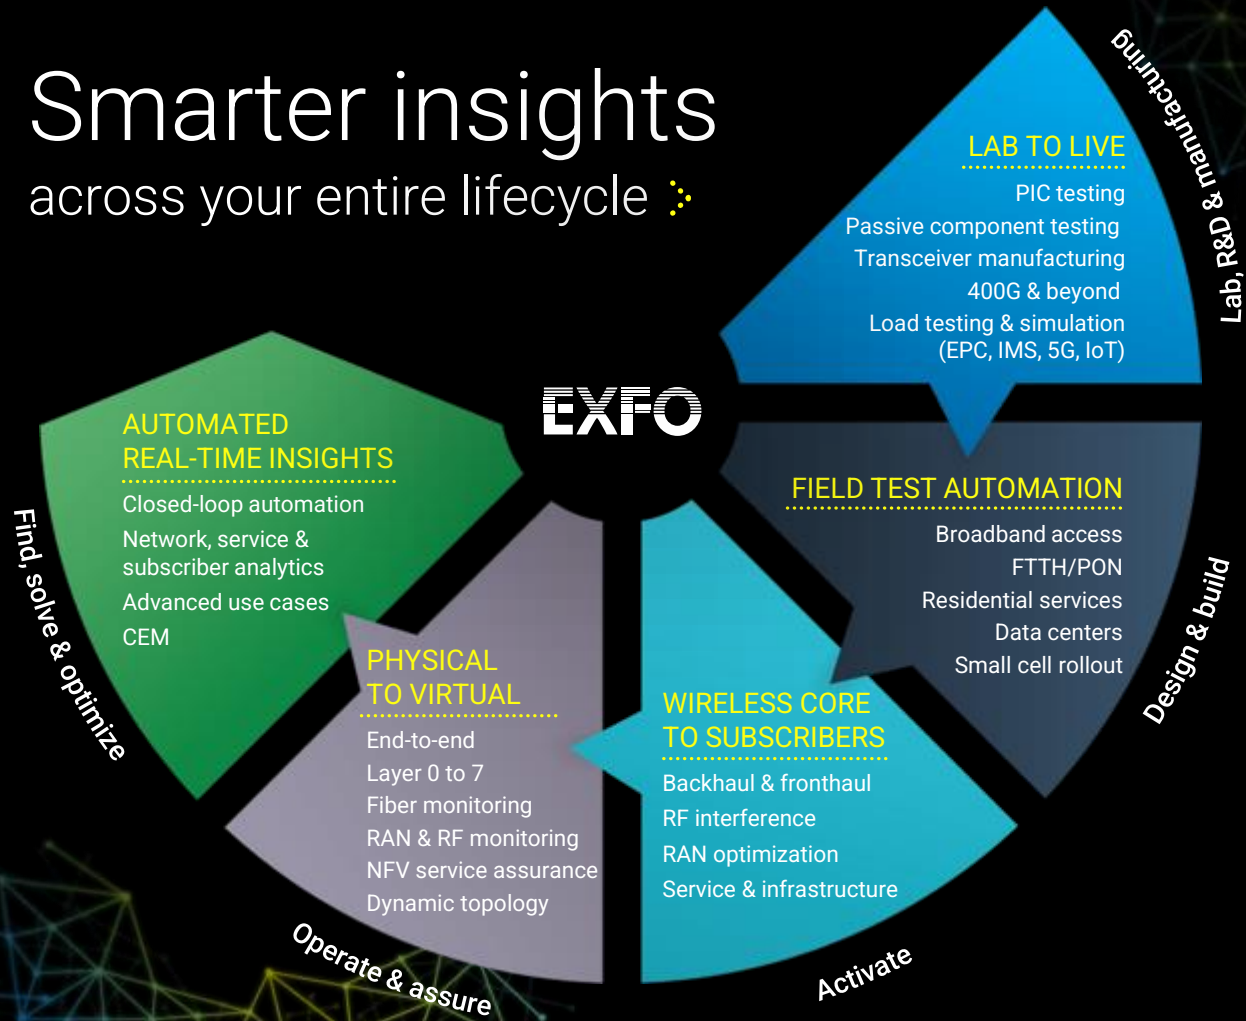 Smarter insights
across your entire lifecycle
EXFO
Lab, R&D & manufacturing
LAB TO LIVE
PIC testing
Passive component testing
Transceiver manufacturing
400G & beyond
Load testing & simulation
(EPC, IMS, 5G, IoT)
Design & build
FIELD TEST AUTOMATION
Broadband access
FTTH/PON
Residential services
Data centers
Small cell rollout
Activate
WIRELESS CORE
TO SUBSCRIBERS
Backhaul & fronthaul
RF interference
RAN optimization
Service & infrastructure
Operate & assure
PHYSICAL
TO VIRTUAL
End-to-end
Layer 0 to 7
Fiber monitoring
RAN & RF monitoring
NFV service assurance
Dynamic topology
Find, solve & optimize
AUTOMATED
REAL-TIME INSIGHTS
Closed-loop automation
Network, service &
subscriber analytics
Advanced use cases
CEM